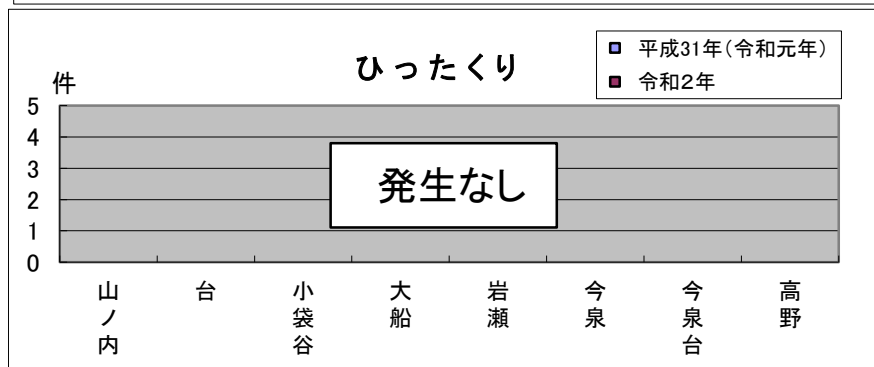 ひったくり
平成31年(令和元年)
令和2年
件
5
4
3
2
1
0
発生なし
山ノ内
台
小袋谷
大船
岩瀬
今泉
今泉台
高野